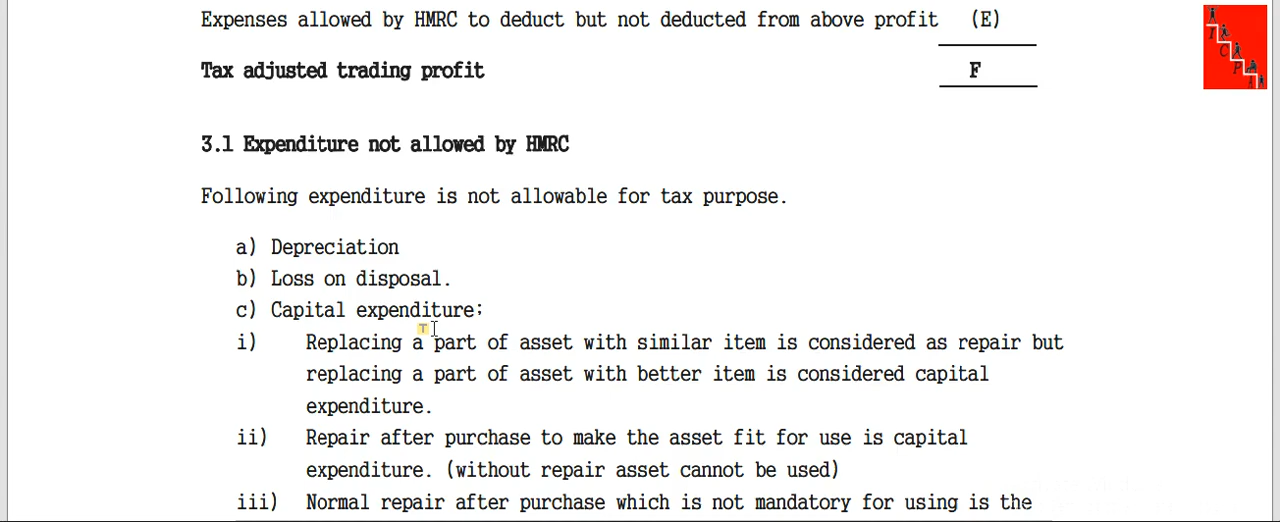 Expenses allowed by HMRC to deduct but not deducted from above profit (E)
Tax adjusted trading profit F
3.1 Expenditure not allowed by HMRC
Following expenditure is not allowable for tax purpose.
a) Depreciation
b) Loss on disposal.
c) Capital expenditure;
i) Replacing a part of asset with similar item is considered as repair but
replacing a part of asset with better item is considered capital
expenditure.
ii) Repair after purchase to make the asset fit for use is capital
expenditure. (without repair asset cannot be used)
iii) Normal repair after purchase which is not mandatory for using is the